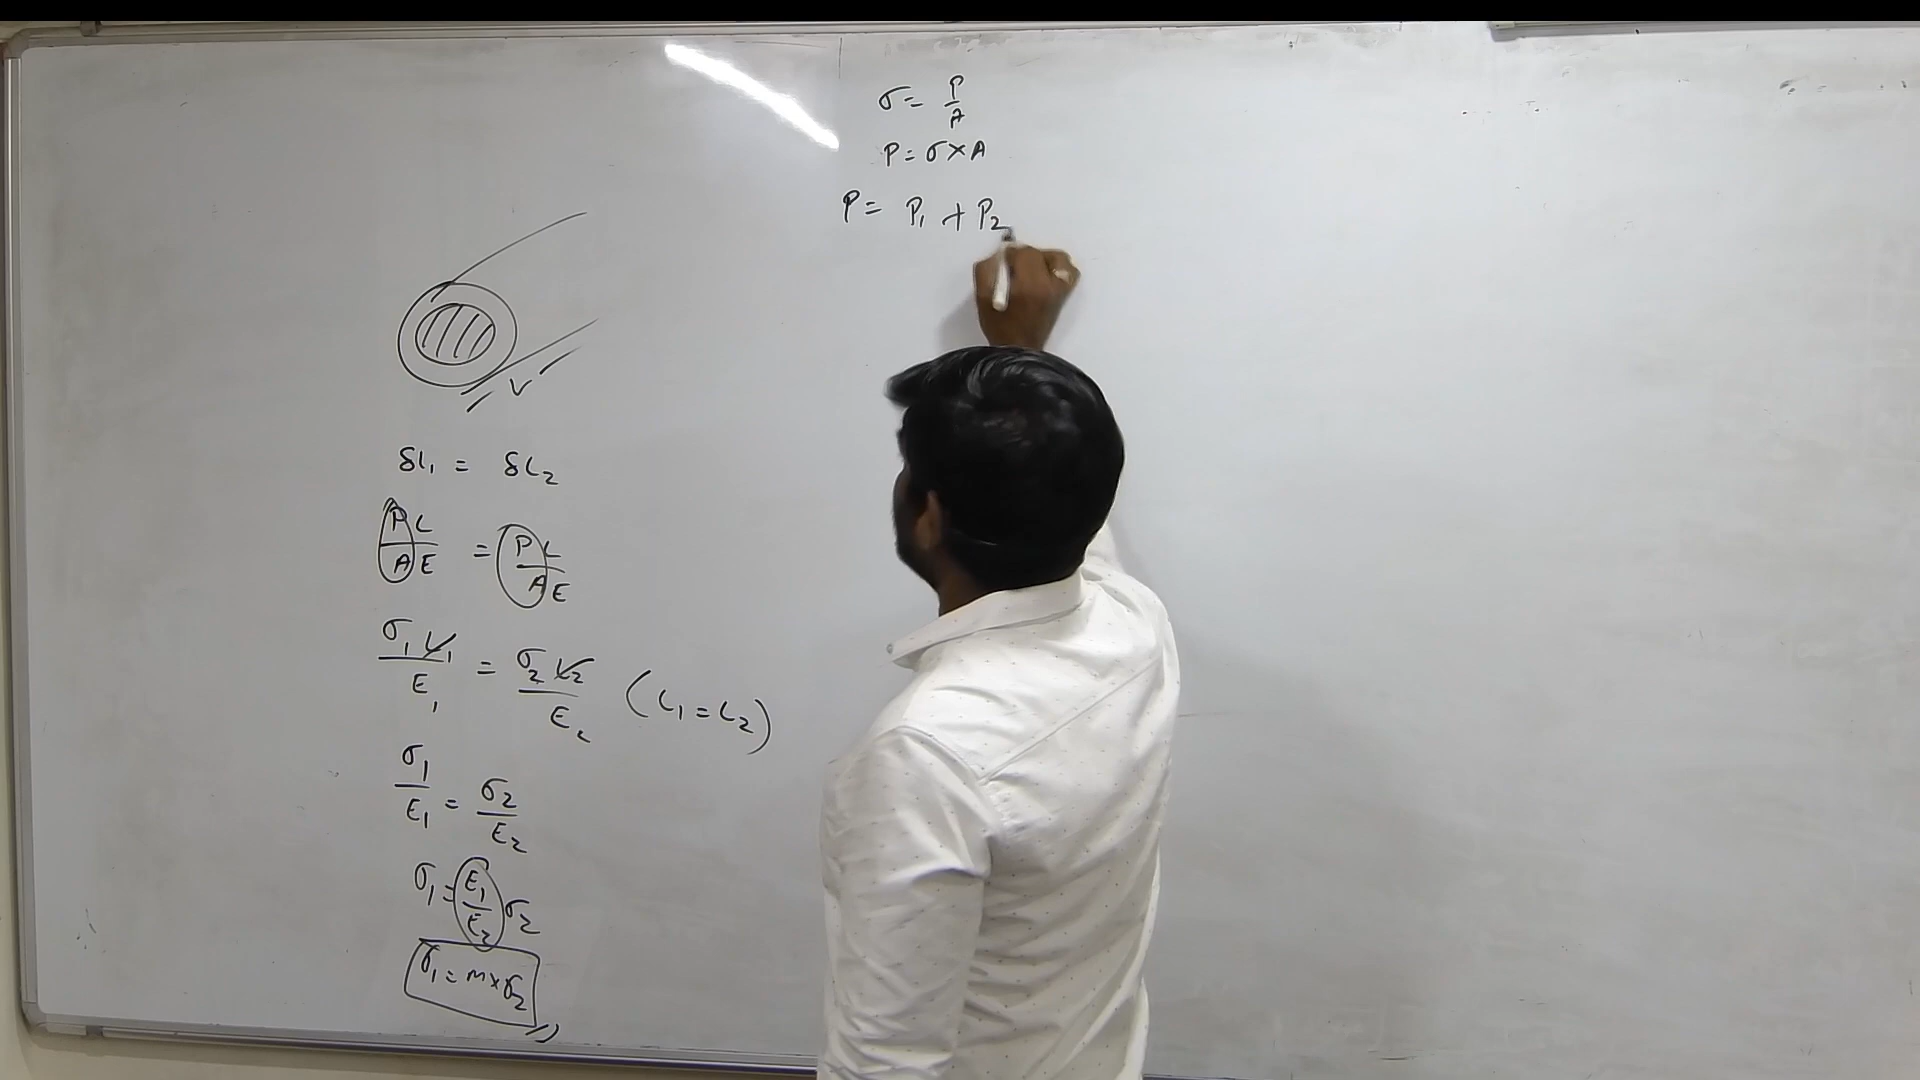 σ = P/A
P = σ × A
P = P₁ + P₂
δL₁ = δL₂
PL/AE = PL/AE
σ₁L₁/E₁ = σ₂L₂/E₂ (L₁ = L₂)
σ₁/E₁ = σ₂/E₂
σ₁ = E₁/E₂ σ₂
σ₁ = m × σ₂